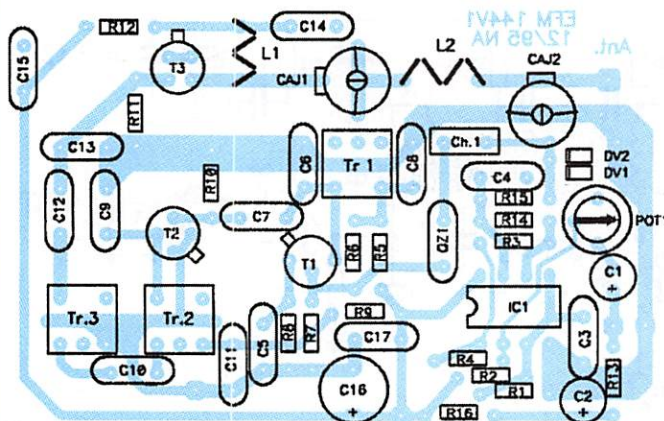 R12
C14
EFM 144V1
12/95 NA
Ant.
C15
T3
L1
L2
CAJ1
CAJ2
R11
C13
C6
Tr 1
C8
Ch.1
DV2
DV1
C12
C9
R10
C4
R15
R14
R3
POT1
C7
T2
T1
R6
R5
QZ1
C1
Tr.3
Tr.2
IC1
C11
C5
R8
R7
R9
C17
C3
C10
C16
R4
R2
R1
R13
C2
R16